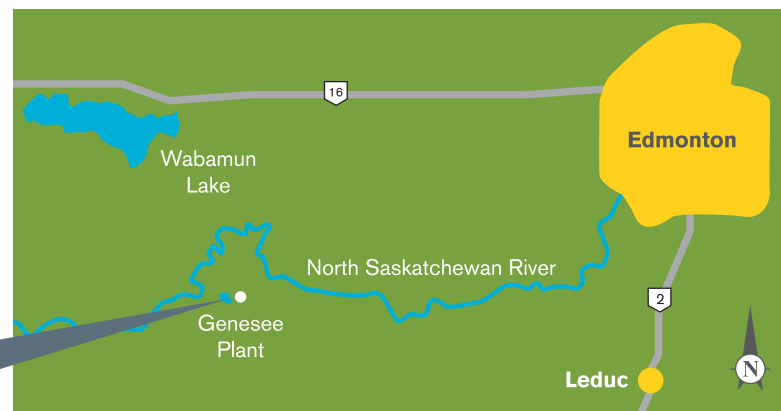 16
Edmonton
Wabamun
Lake
North Saskatchewan River
Genesee
Plant
2
Leduc
N